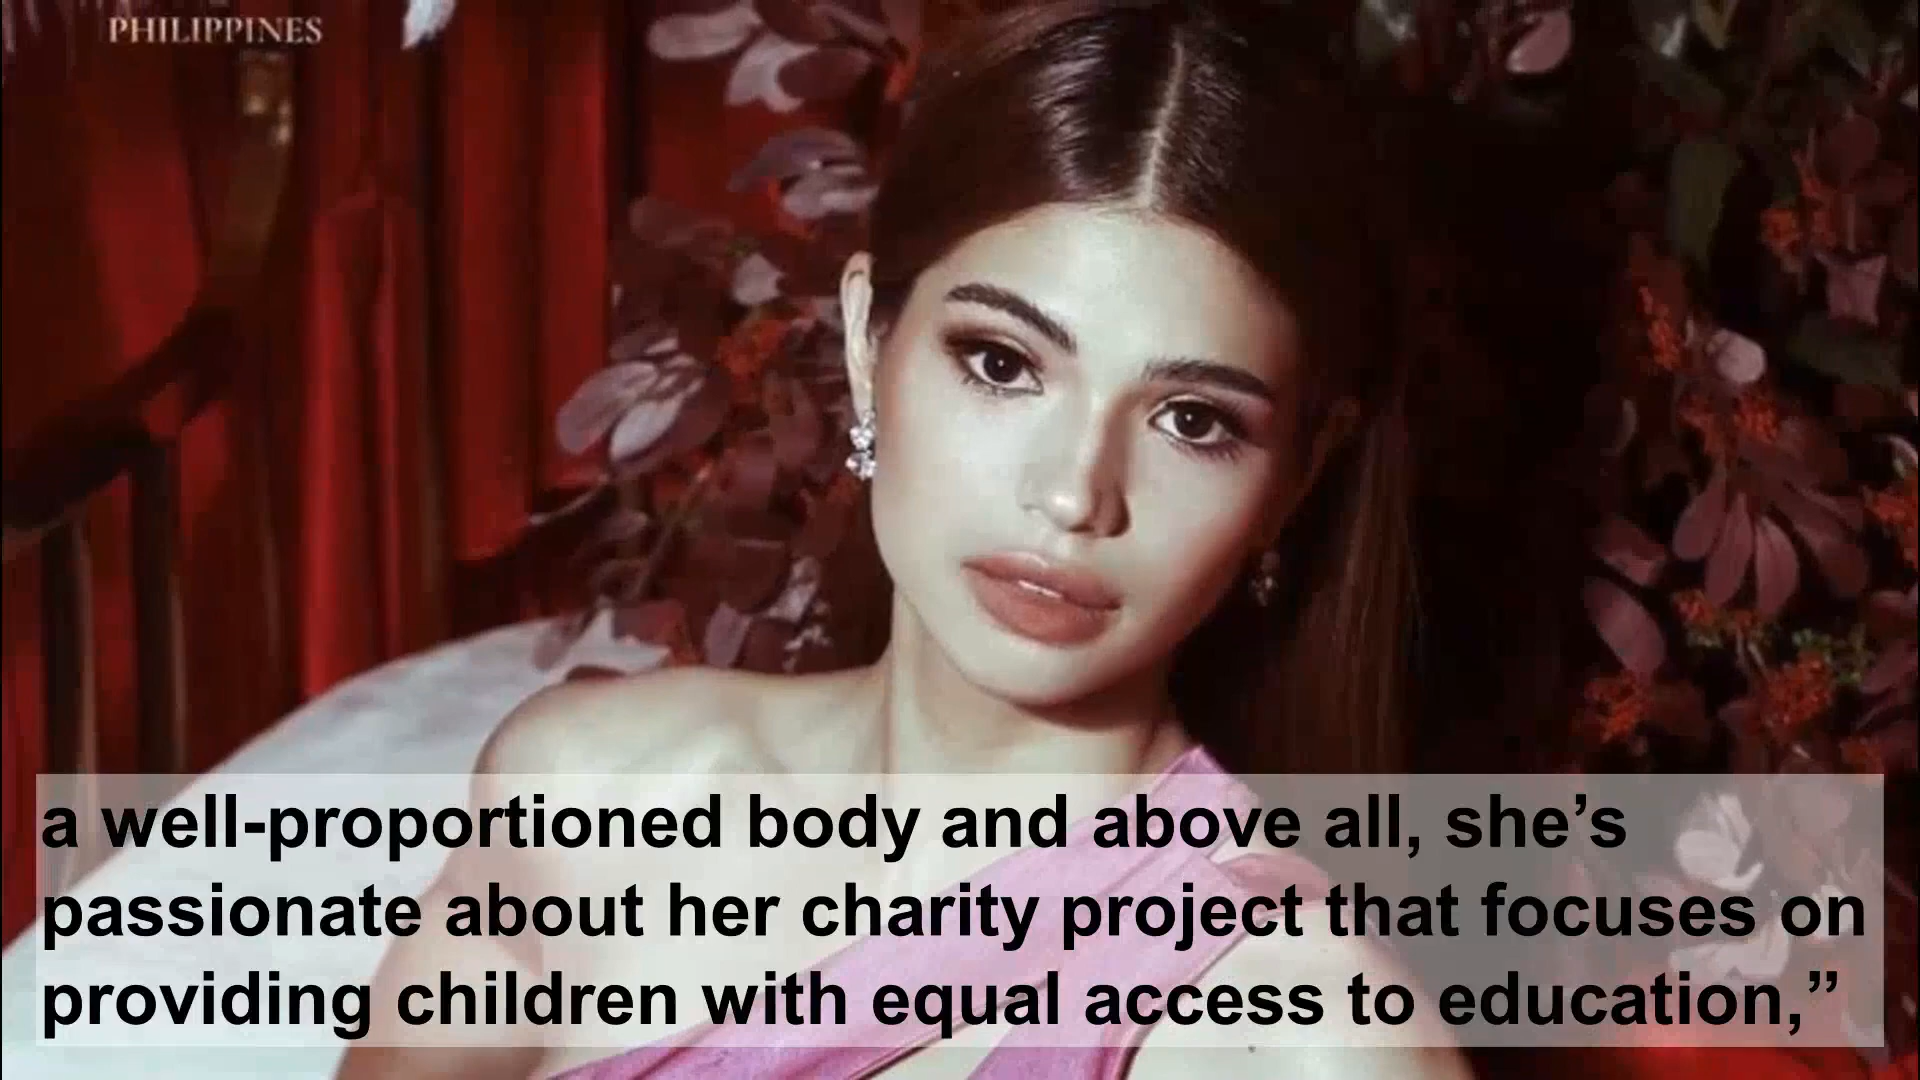 PHILIPPINES
a well-proportioned body and above all, she’s
passionate about her charity project that focuses on
providing children with equal access to education,”